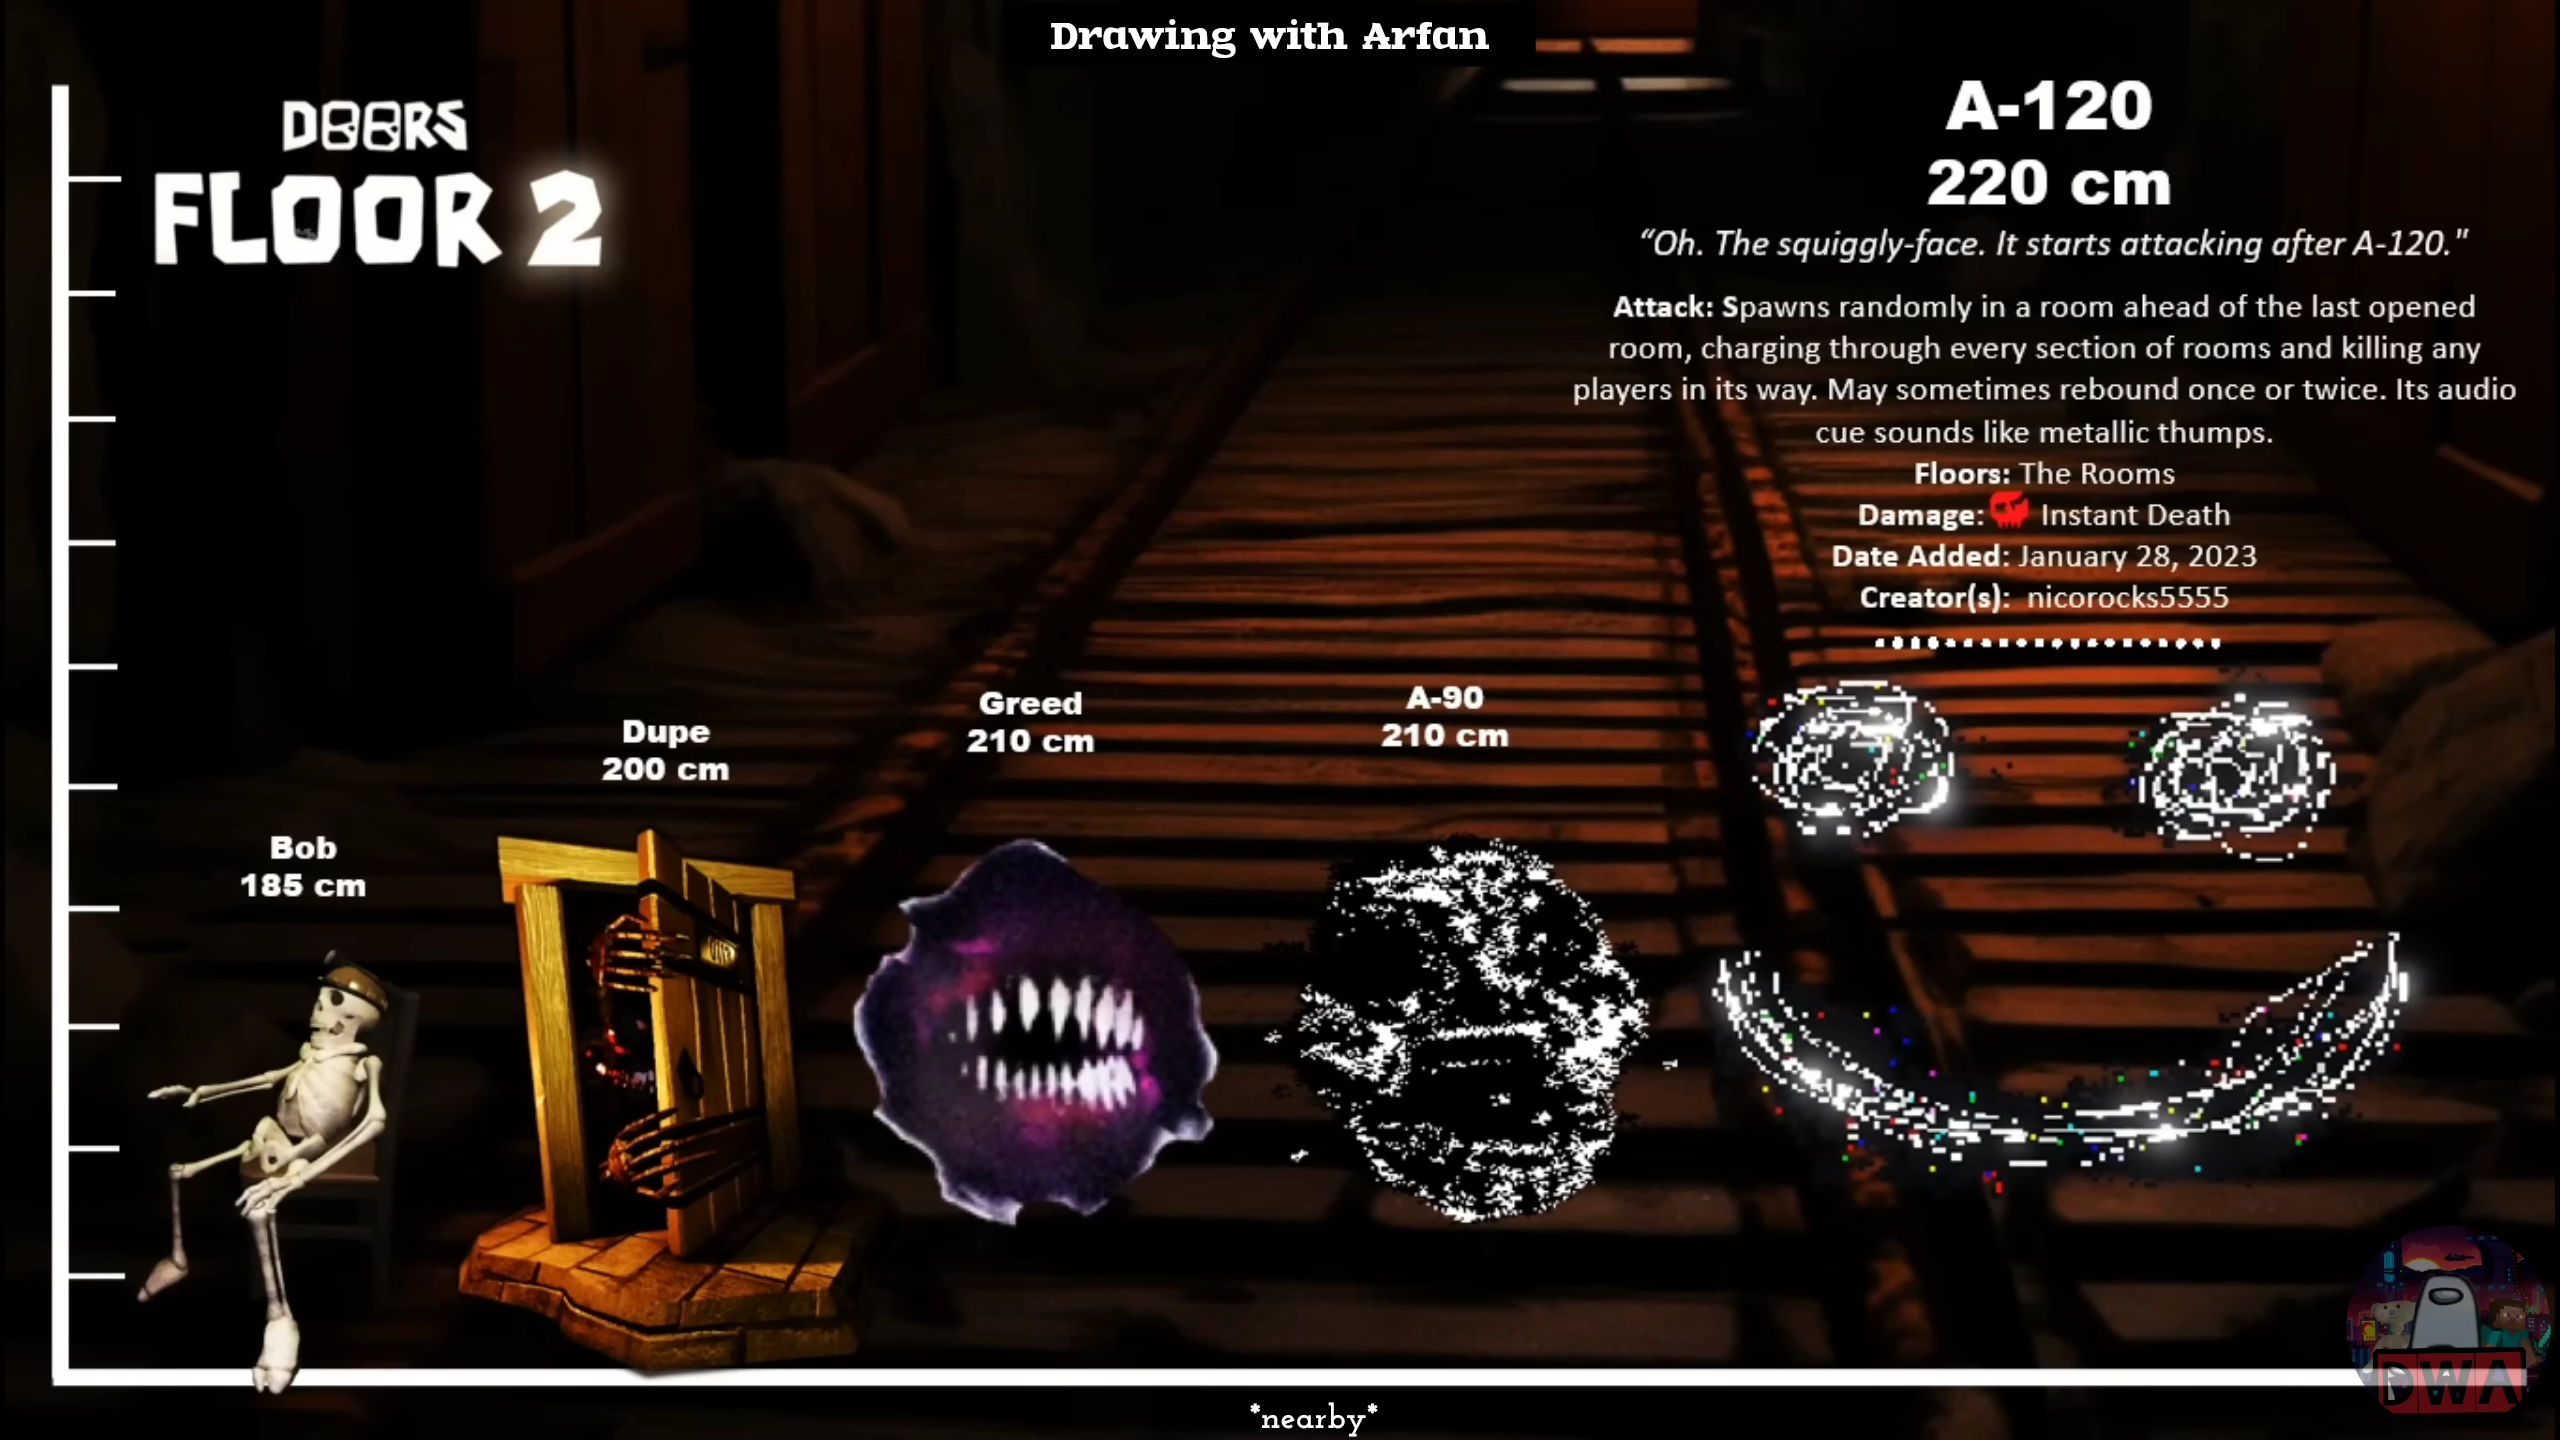 Drawing with Arfan
DOORS
FLOOR 2
A-120
220 cm
“Oh. The squiggly-face. It starts attacking after A-120."
Attack: Spawns randomly in a room ahead of the last opened
room, charging through every section of rooms and killing any
players in its way. May sometimes rebound once or twice. Its audio
cue sounds like metallic thumps.
Floors: The Rooms
Damage: Instant Death
Date Added: January 28, 2023
Creator(s): nicorocks5555
Bob
185 cm
Dupe
200 cm
Greed
210 cm
A-90
210 cm
DWA
*nearby*